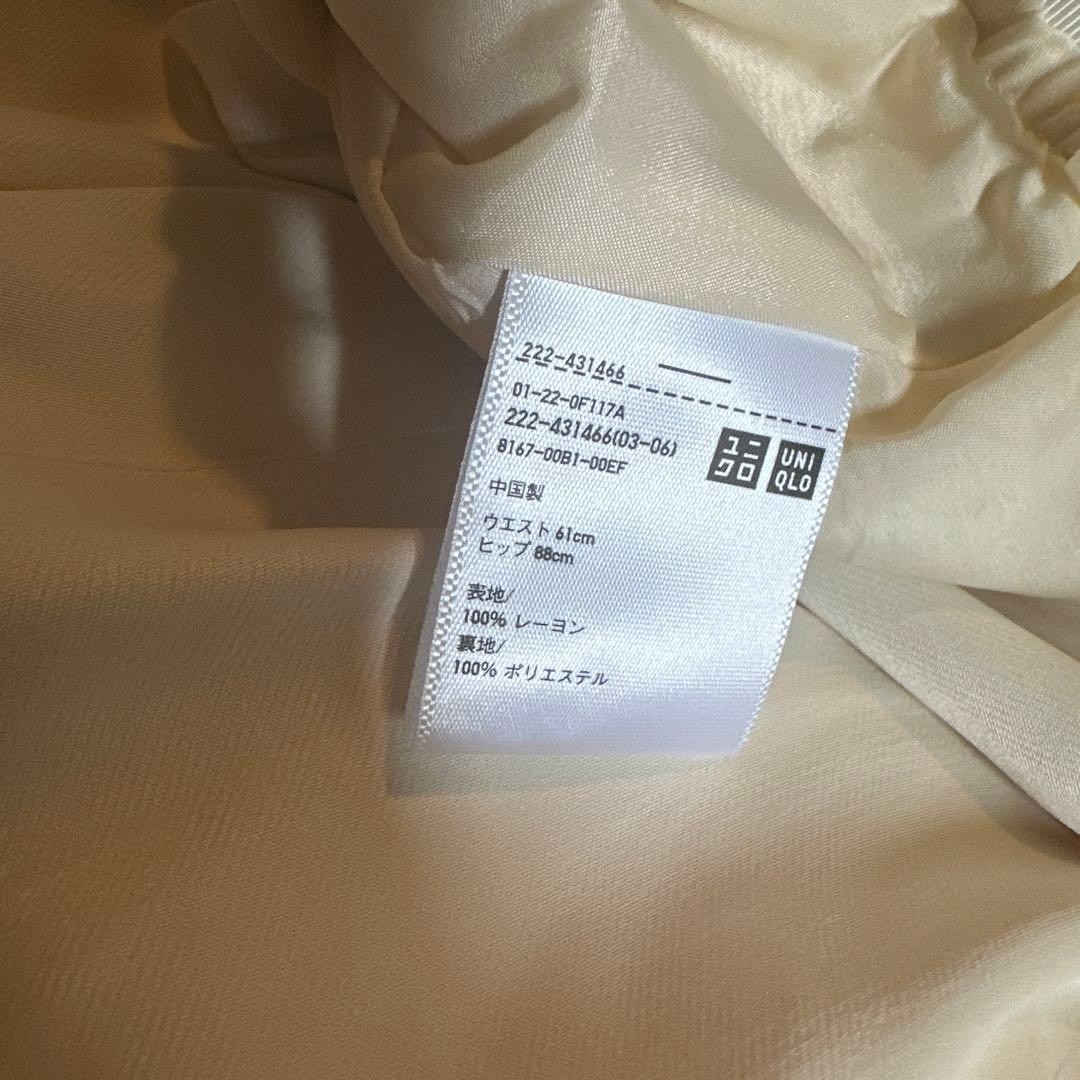 222-431466
01-22-0F117A
222-431466(03-06)
8167-00B1-00EF
ユニ
クロ
UNI
QLO
中国製
ウエスト 61cm
ヒップ 88cm
表地/
100% レーヨン
裏地/
100% ポリエステル